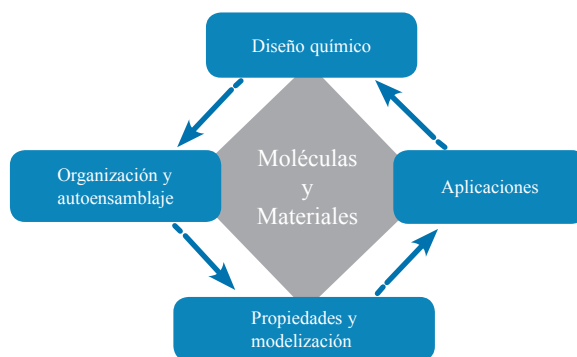 Diseño químico
Organización y
autoensamblaje
Moléculas
y
Materiales
Aplicaciones
Propiedades y
modelización